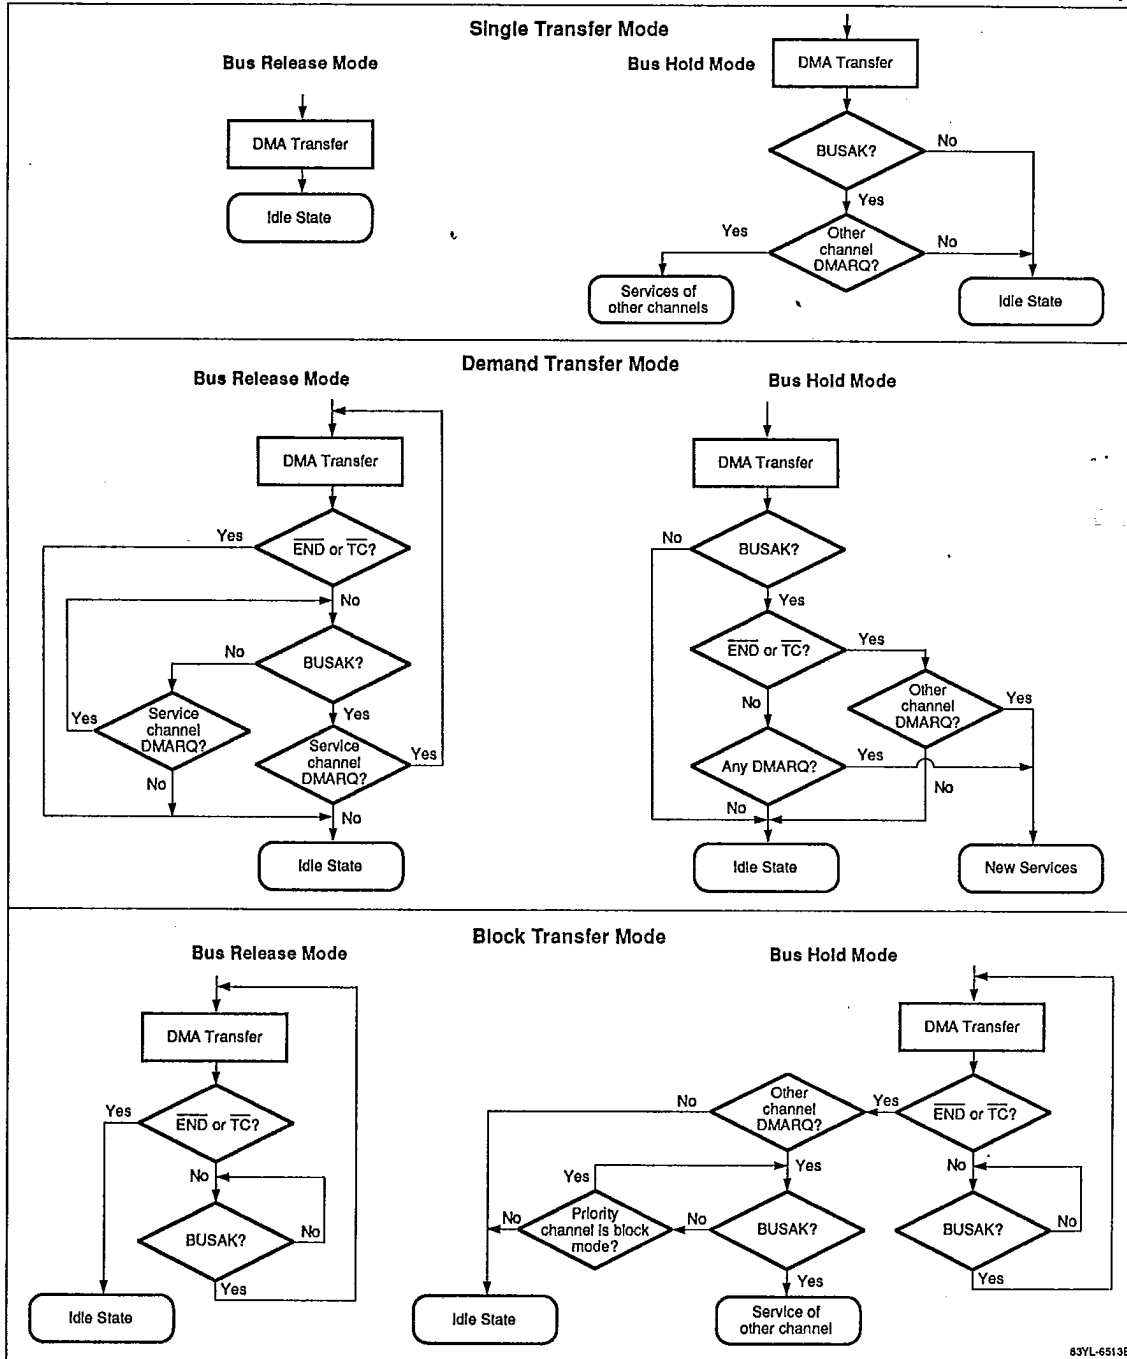 Single Transfer Mode
Bus Release Mode
DMA Transfer
Idle State
Bus Hold Mode
DMA Transfer
BUSAK?
No
Yes
Other
channel
DMARQ?
Yes
No
Services of
other channels
Idle State
Demand Transfer Mode
Bus Release Mode
DMA Transfer
Yes
END or TC?
No
No
BUSAK?
Yes
Yes
Service
channel
DMARQ?
No
Service
channel
DMARQ?
Yes
No
Idle State
Bus Hold Mode
DMA Transfer
No
BUSAK?
Yes
END or TC?
Yes
No
Other
channel
DMARQ?
Yes
Any DMARQ?
Yes
No
No
Idle State
New Services
Block Transfer Mode
Bus Release Mode
DMA Transfer
Yes
END or TC?
No
BUSAK?
No
Yes
Idle State
Bus Hold Mode
DMA Transfer
No
Other
channel
DMARQ?
Yes
END or TC?
Yes
Yes
No
No
Priority
channel is block
mode?
No
BUSAK?
BUSAK?
No
Yes
Yes
Idle State
Service of
other channel
83YL-6513B